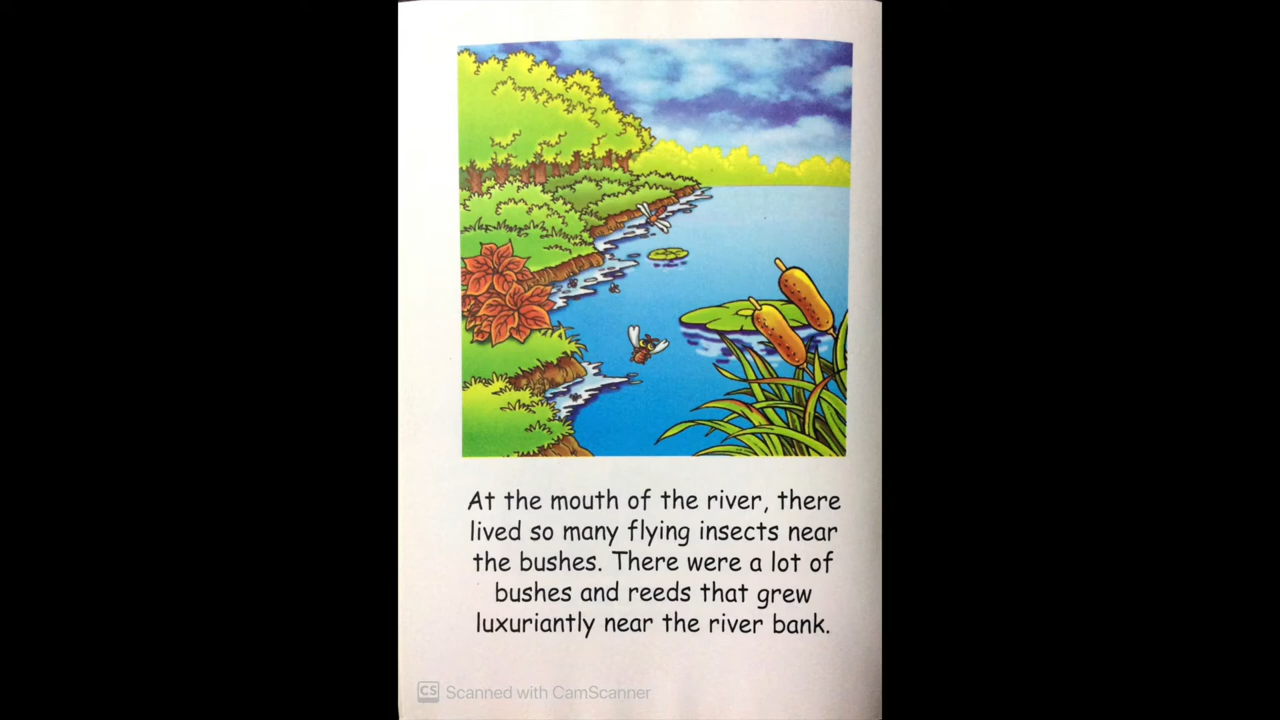 At the mouth of the river, there
lived so many flying insects near
the bushes. There were a lot of
bushes and reeds that grew
luxuriantly near the river bank.
CS Scanned with CamScanner